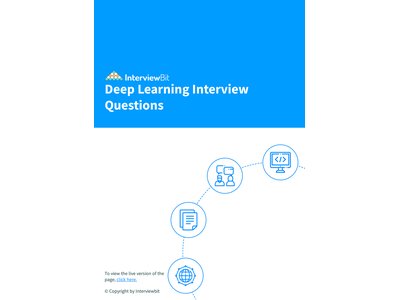 InterviewBit
Deep Learning Interview
Questions
To view the live version of the
page, click here.
© Copyright by Interviewbit